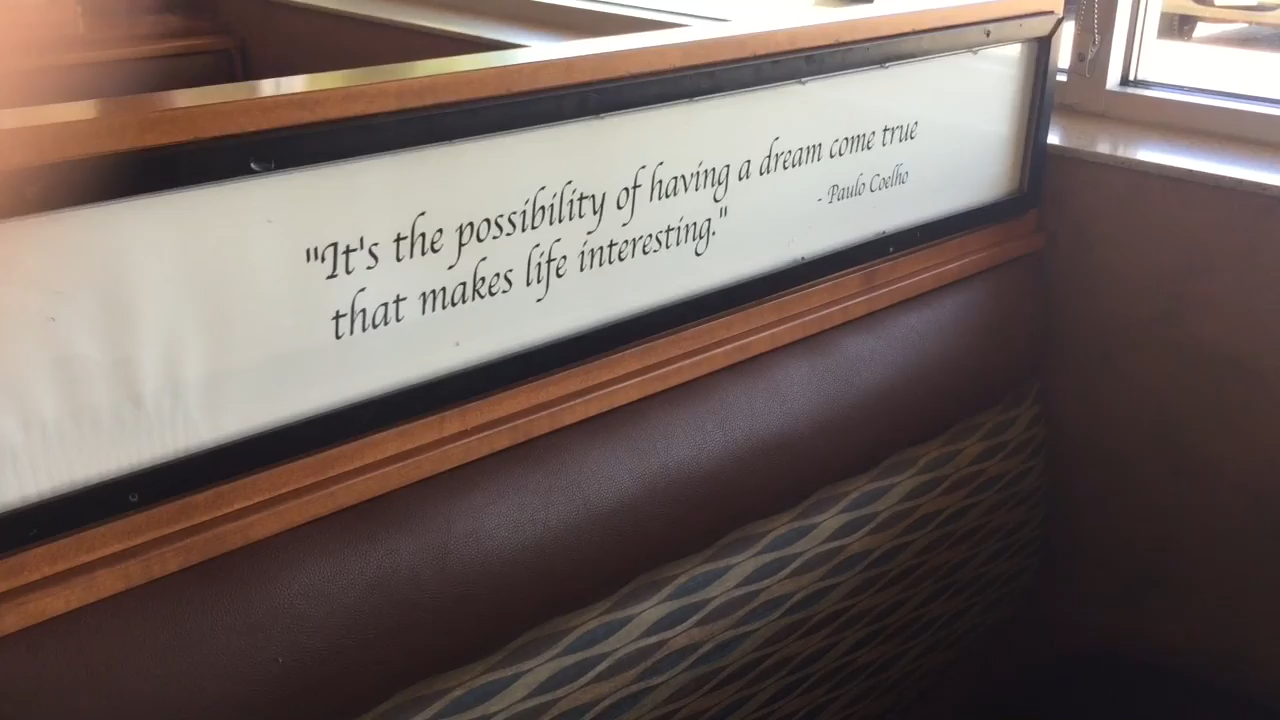 "It's the possibility of having a dream come true
that makes life interesting."
- Paulo Coelho